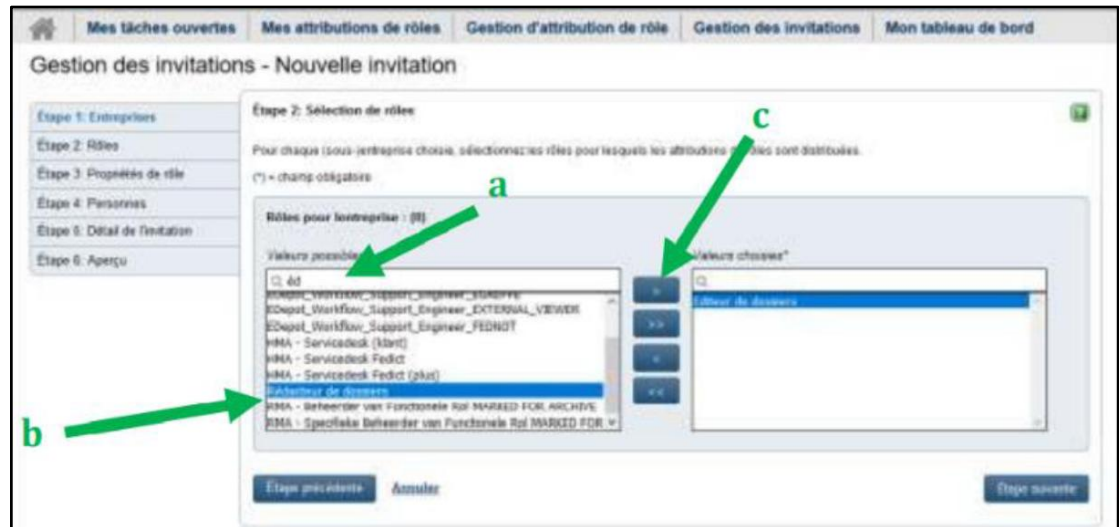 Mes tâches ouvertes Mes attributions de rôles Gestion d'attribution de rôle Gestion des invitations Mon tableau de bord
Gestion des invitations - Nouvelle invitation
Étape 1: Entreprises
Étape 2: Rôles
Étape 3: Propriétés de rôle
Étape 4: Personnes
Étape 5: Détail de l'invitation
Étape 6: Aperçu
Étape 2: Sélection de rôles
c
Pour chaque (sous-)entreprise choisie, sélectionnez les rôles pour lesquels les attributions de rôles sont distribuées.
(*) = champ obligatoire
a
Rôles pour lentreprise :
Valeurs possibles
éd
EDepot_Workflow_Support_Engineer_EGRIFFE
EDepot_Workflow_Support_Engineer_EXTERNAL_VIEWER
EDepot_Workflow_Support_Engineer_FEDNOT
HMA - Servicedesk (klant)
HMA - Servicedesk Fedict
HMA - Servicedesk Fedict (plus)
Rédacteur de dossiers
RMA - Beheerder van Functionele Rol MARKED FOR ARCHIVE
RMA - Specifieke Beheerder van Functionele Rol MARKED FOR
b
>
>>
<
<<
Valeurs choisies*
Editeur de dossiers
Étape précédente Annuler Étape suivante